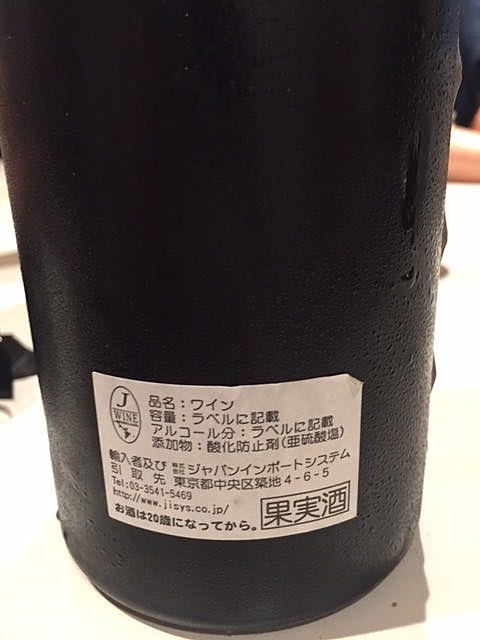 J
WINE
品名：ワイン
容量：ラベルに記載
アルコール分：ラベルに記載
添加物：酸化防止剤(亜硫酸塩)
輸入者及び 株式会社 ジャパンインポートシステム
引取先 東京都中央区築地4-6-5
Tel:03-3541-5469
http://www.jisys.co.jp/
お酒は20歳になってから。
果実酒